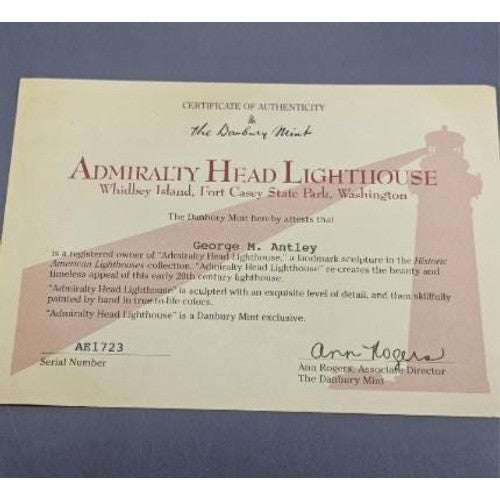 CERTIFICATE OF AUTHENTICITY
&
The Danbury Mint
ADMIRALTY HEAD LIGHTHOUSE
Whidbey Island, Fort Casey State Park, Washington
The Danbury Mint hereby attests that
George M. Antley
is a registered owner of "Admiralty Head Lighthouse," a landmark sculpture in the Historic
American Lighthouses collection. "Admiralty Head Lighthouse" re-creates the beauty and
timeless appeal of this early 20th century lighthouse.
"Admiralty Head Lighthouse" is sculpted with an exquisite level of detail, and then skillfully
painted by hand in true-to-life colors.
"Admiralty Head Lighthouse" is a Danbury Mint exclusive.
AE1723
Serial Number
Ann Rogers
Ann Rogers, Associate Director
The Danbury Mint